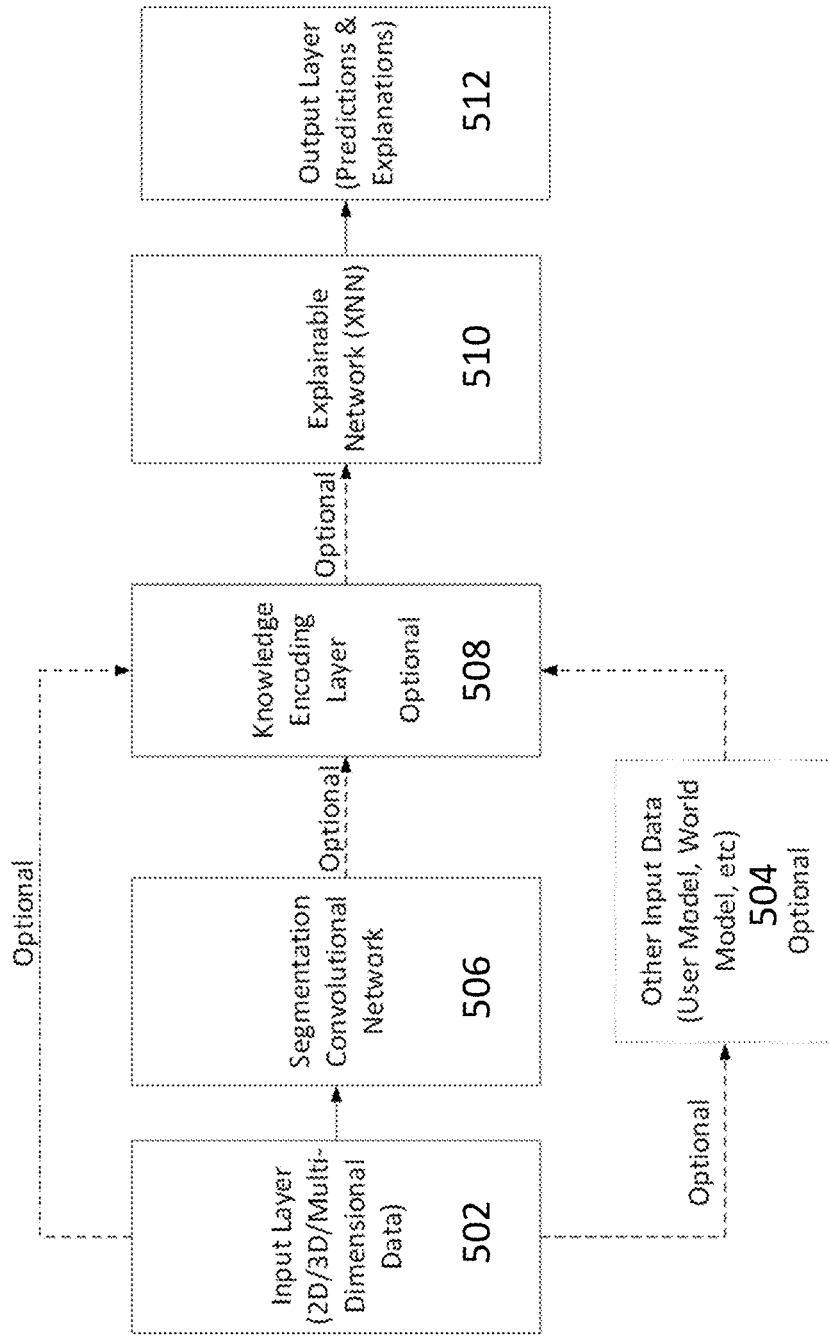 Optional
Input Layer
(2D/3D/Multi-
Dimensional
Data)
502
Segmentation
Convolutional
Network
506
Optional
Knowledge
Encoding
Layer
Optional
508
Optional
Explainable
Network (XNN)
510
Output Layer
(Predictions &
Explanations)
512
Optional
Other Input Data
(User Model, World
Model, etc)
504
Optional